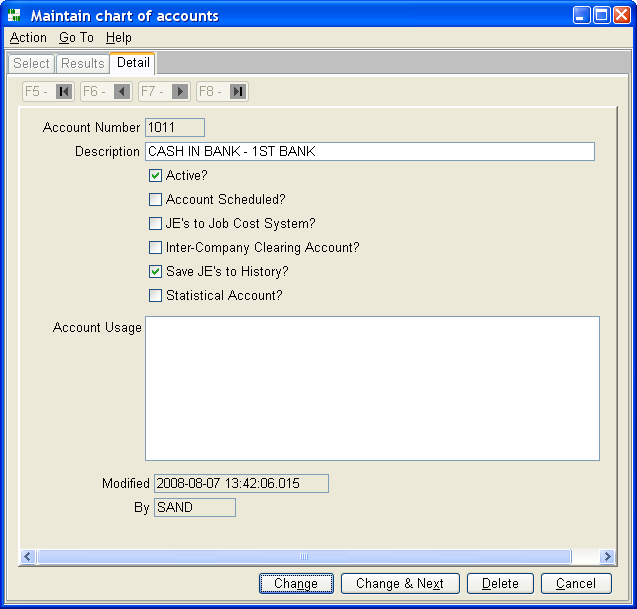 Maintain chart of accounts
Action Go To Help
Select Results Detail
F5 - F6 - F7 - F8 -
Account Number 1011
Description CASH IN BANK - 1ST BANK
Active?
Account Scheduled?
JE's to Job Cost System?
Inter-Company Clearing Account?
Save JE's to History?
Statistical Account?
Account Usage
Modified 2008-08-07 13:42:06.015
By SAND
Change Change & Next Delete Cancel